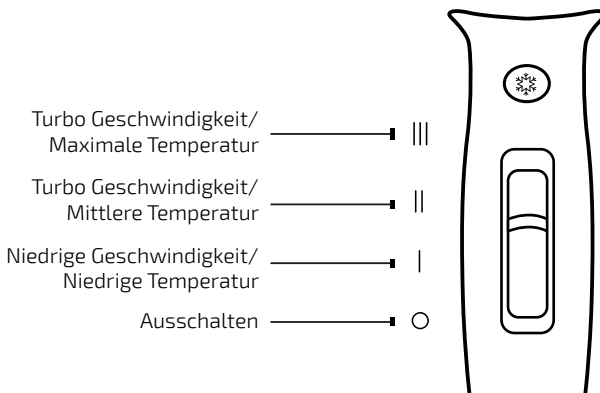 Turbo Geschwindigkeit/
Maximale Temperatur
|||
Turbo Geschwindigkeit/
Mittlere Temperatur
||
Niedrige Geschwindigkeit/
Niedrige Temperatur
|
Ausschalten
○